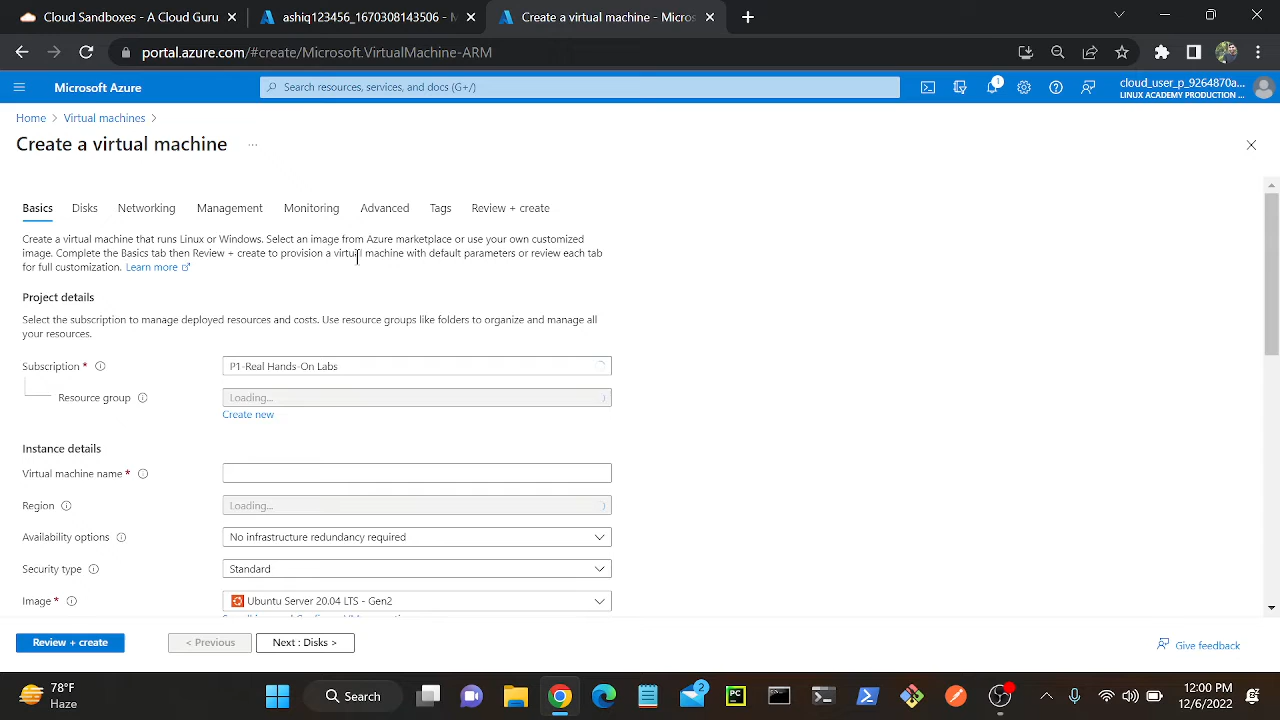 Cloud Sandboxes - A Cloud Guru
ashiq123456_1670308143506 - M
Create a virtual machine - Micros
portal.azure.com/#create/Microsoft.VirtualMachine-ARM
Microsoft Azure
Search resources, services, and docs (G+/)
1
cloud_user_p_9264870a...
LINUX ACADEMY PRODUCTION ...
Home > Virtual machines >
Create a virtual machine ...
Basics Disks Networking Management Monitoring Advanced Tags Review + create
Create a virtual machine that runs Linux or Windows. Select an image from Azure marketplace or use your own customized
image. Complete the Basics tab then Review + create to provision a virtual machine with default parameters or review each tab
for full customization. Learn more
Project details
Select the subscription to manage deployed resources and costs. Use resource groups like folders to organize and manage all
your resources.
Subscription *
P1-Real Hands-On Labs
Resource group
Loading...
Create new
Instance details
Virtual machine name *
Region
Loading...
Availability options
No infrastructure redundancy required
Security type
Standard
Image *
Ubuntu Server 20.04 LTS - Gen2
Review + create
< Previous
Next : Disks >
Give feedback
78°F
Haze
Search
2
PC
12:00 PM
12/6/2022